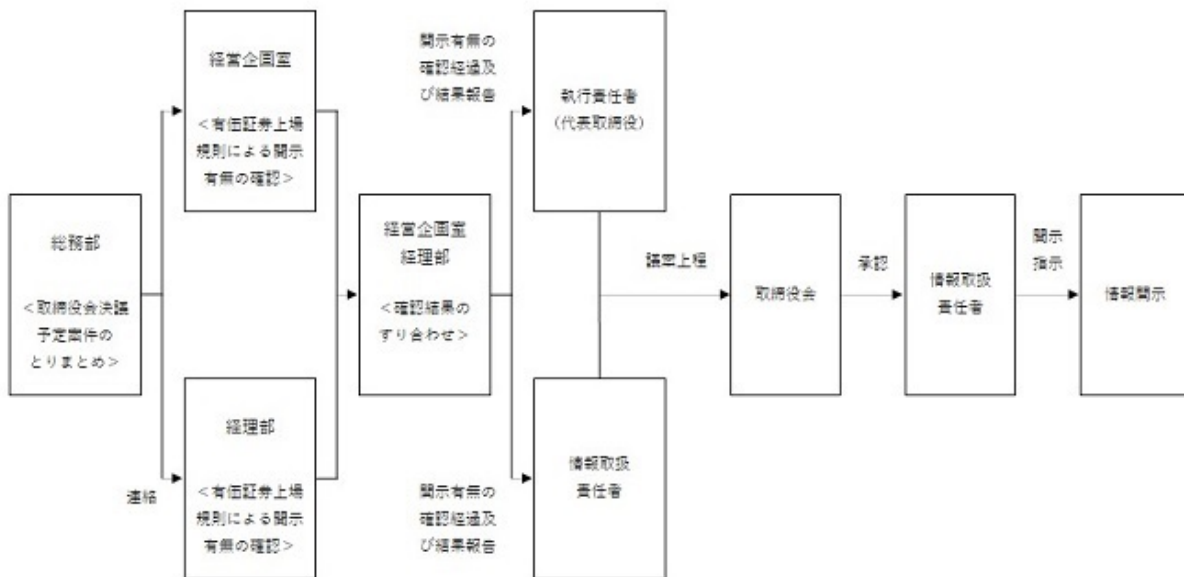 総務部
<取締役会決議
予定案件の
とりまとめ>
連絡
経営企画室
<有価証券上場
規則による開示
有無の確認>
経理部
<有価証券上場
規則による開示
有無の確認>
経営企画室
経理部
<確認結果の
すり合わせ>
開示有無の
確認経過及
び結果報告
執行責任者
(代表取締役)
開示有無の
確認経過及
び結果報告
情報取扱
責任者
議案上程
取締役会
承認
情報取扱
責任者
開示
指示
情報開示